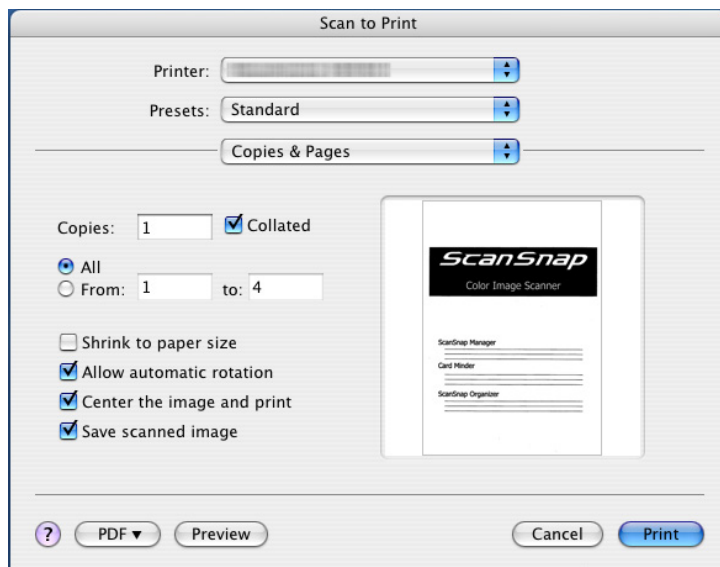 Scan to Print
Printer:
Presets: Standard
Copies & Pages
Copies: 1 Collated
All
From: 1 to: 4
Shrink to paper size
Allow automatic rotation
Center the image and print
Save scanned image
ScanSnap
Color Image Scanner
ScanSnap Manager
Card Minder
ScanSnap Organizer
? PDF▼ Preview Cancel Print